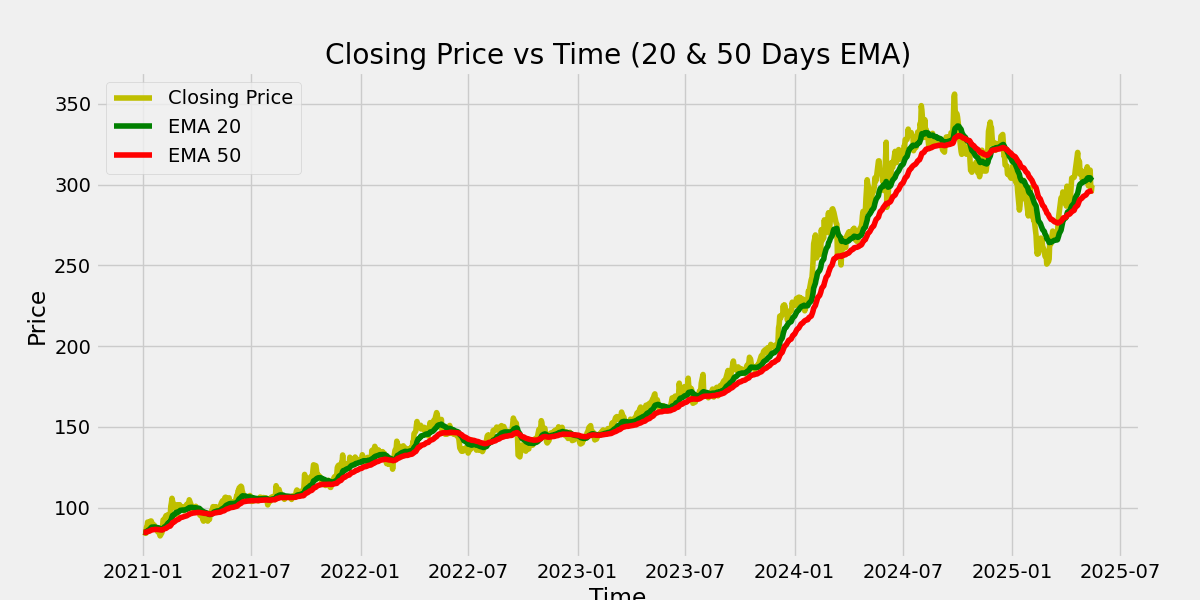 Closing Price vs Time (20 & 50 Days EMA)
Closing Price
EMA 20
EMA 50
Price
350
300
250
200
150
100
2021-01
2021-07
2022-01
2022-07
2023-01
2023-07
2024-01
2024-07
2025-01
2025-07
Time